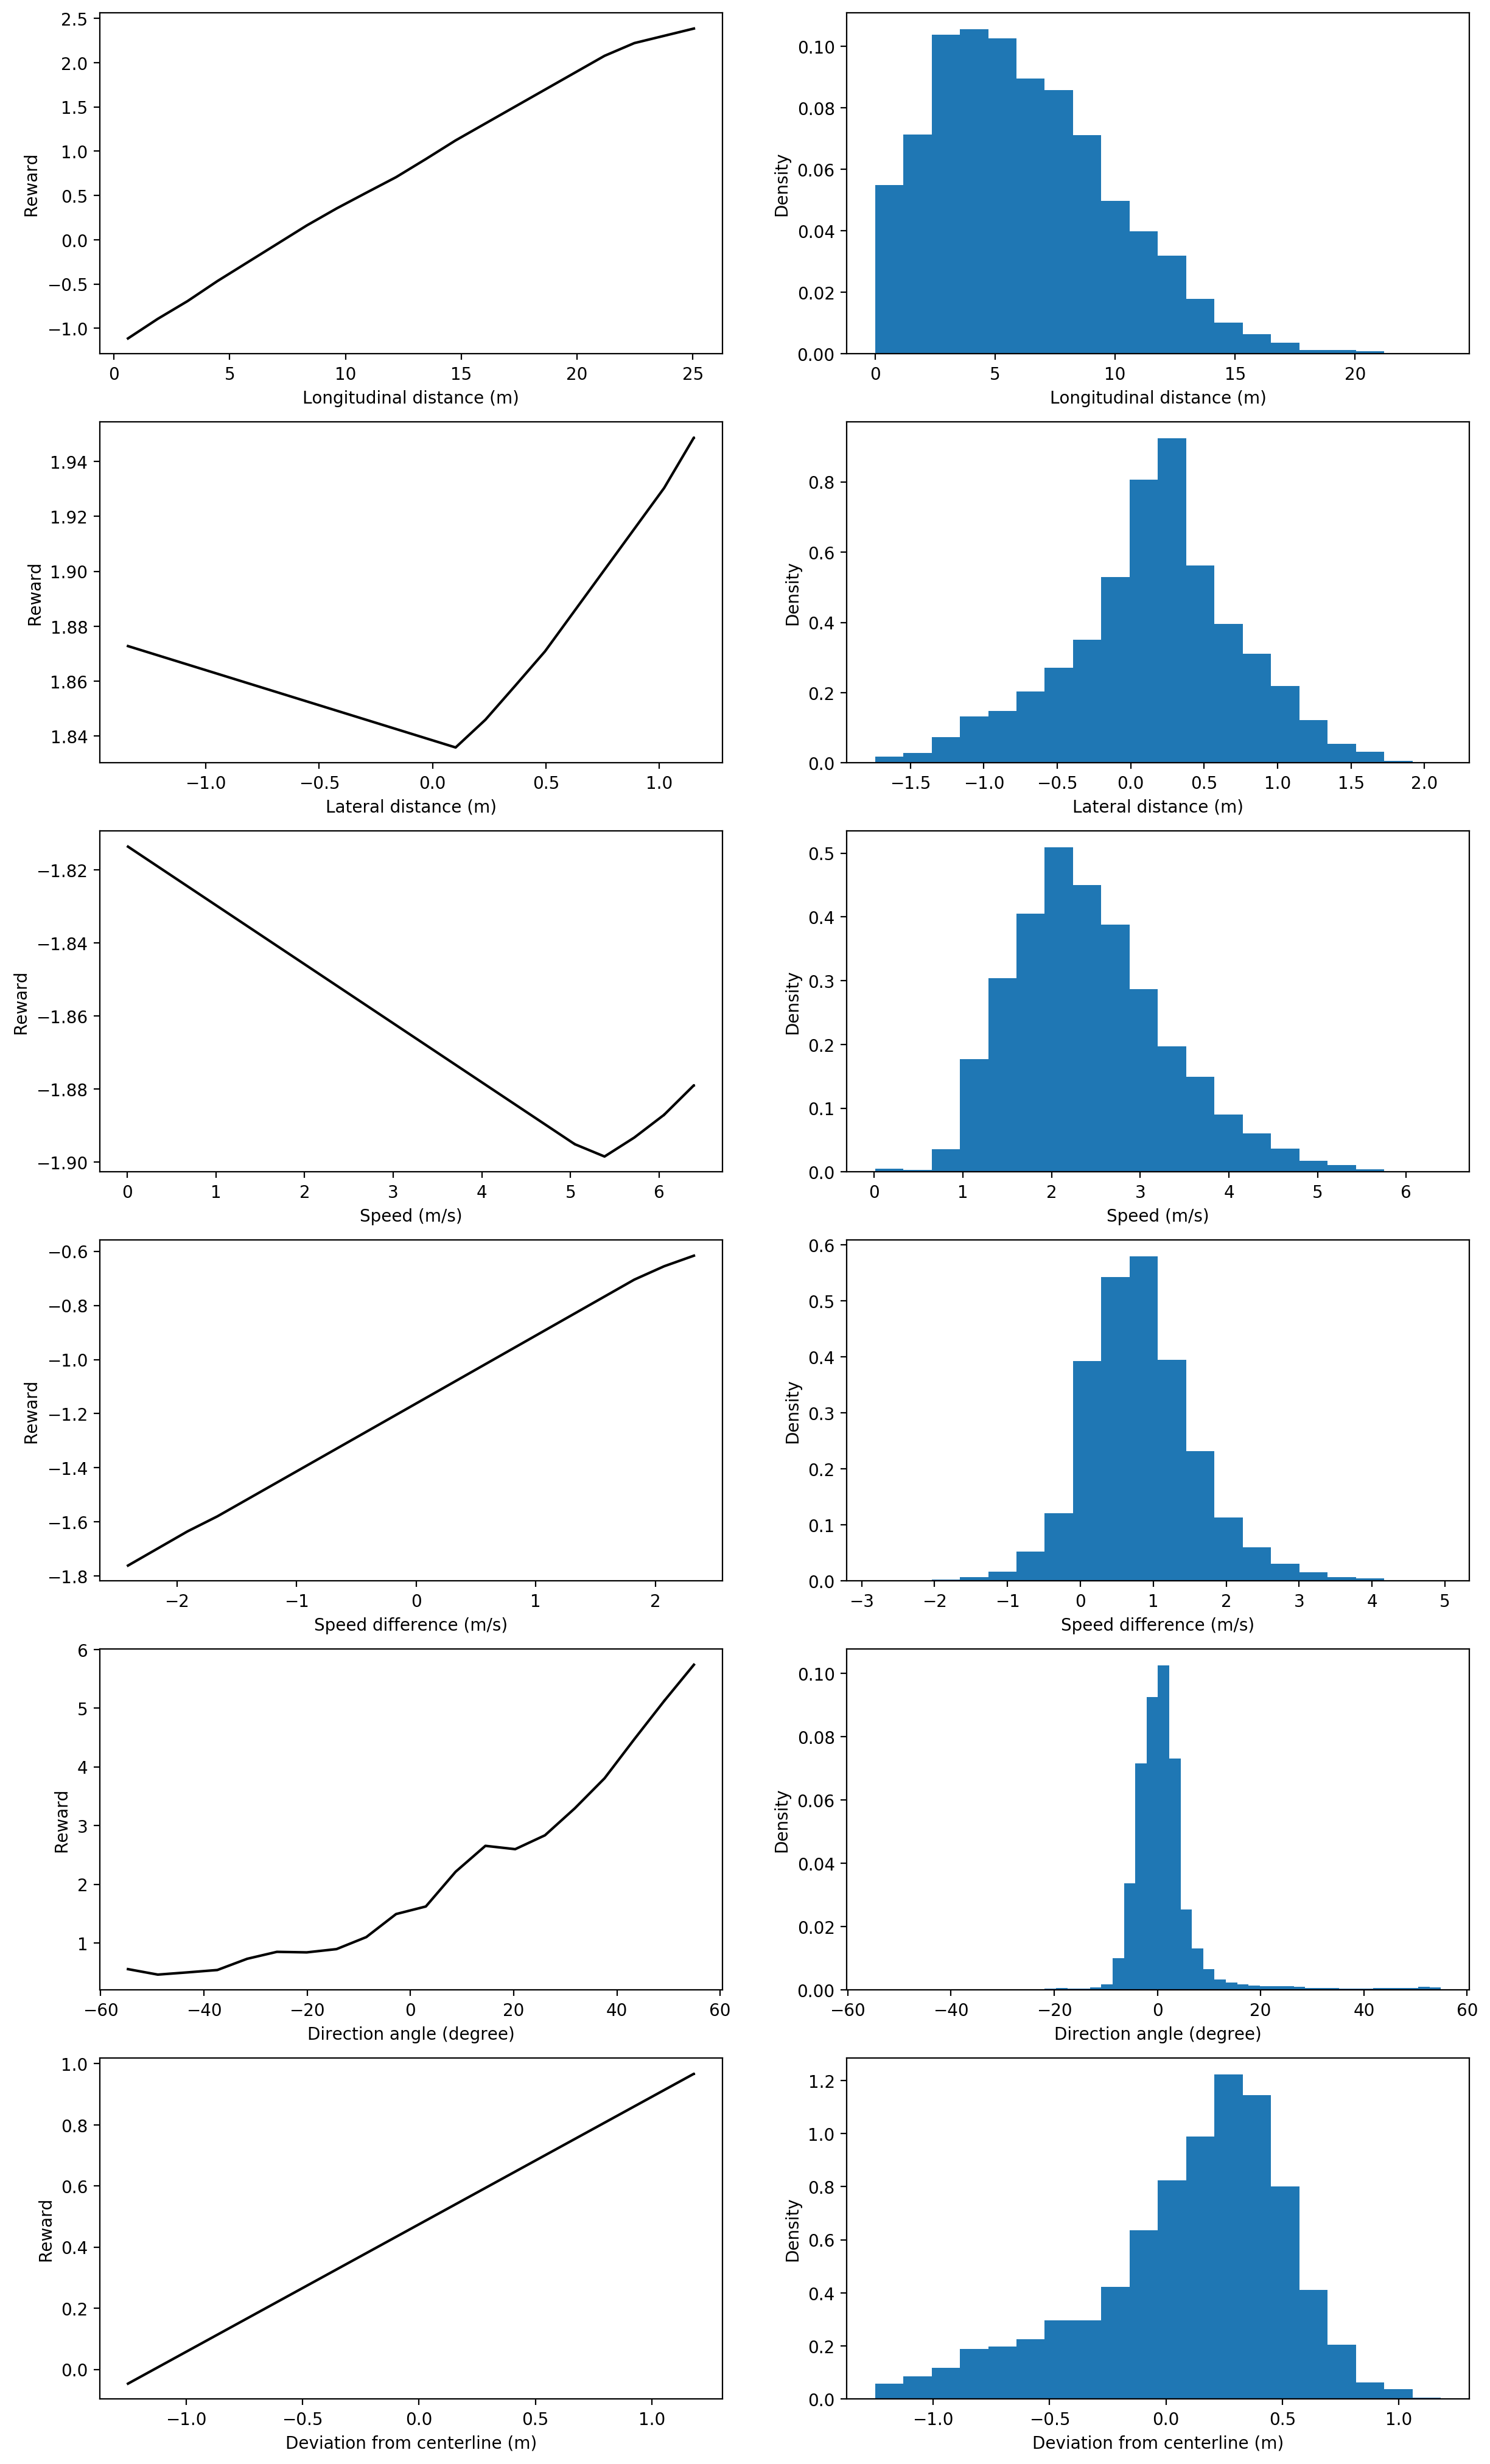 2.5
2.0
1.5
1.0
0.5
0.0
−0.5
−1.0
Reward
0 5 10 15 20 25
Longitudinal distance (m)
0.10
0.08
0.06
0.04
0.02
0.00
Density
0 5 10 15 20
Longitudinal distance (m)
1.94
1.92
1.90
1.88
1.86
1.84
Reward
−1.0 −0.5 0.0 0.5 1.0
Lateral distance (m)
0.8
0.6
0.4
0.2
0.0
Density
−1.5 −1.0 −0.5 0.0 0.5 1.0 1.5 2.0
Lateral distance (m)
−1.82
−1.84
−1.86
−1.88
−1.90
Reward
0 1 2 3 4 5 6
Speed (m/s)
0.5
0.4
0.3
0.2
0.1
0.0
Density
0 1 2 3 4 5 6
Speed (m/s)
−0.6
−0.8
−1.0
−1.2
−1.4
−1.6
−1.8
Reward
−2 −1 0 1 2
Speed difference (m/s)
0.6
0.5
0.4
0.3
0.2
0.1
0.0
Density
−3 −2 −1 0 1 2 3 4 5
Speed difference (m/s)
6
5
4
3
2
1
Reward
−60 −40 −20 0 20 40 60
Direction angle (degree)
0.10
0.08
0.06
0.04
0.02
0.00
Density
−60 −40 −20 0 20 40 60
Direction angle (degree)
1.0
0.8
0.6
0.4
0.2
0.0
Reward
−1.0 −0.5 0.0 0.5 1.0
Deviation from centerline (m)
1.2
1.0
0.8
0.6
0.4
0.2
0.0
Density
−1.0 −0.5 0.0 0.5 1.0
Deviation from centerline (m)